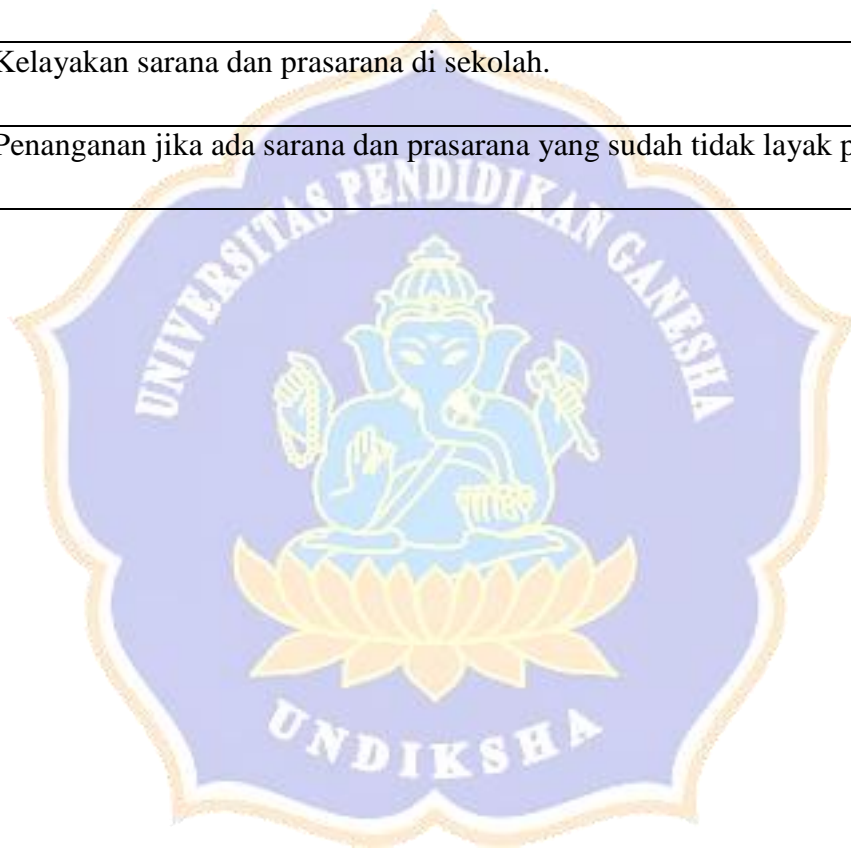 Kelayakan sarana dan prasarana di sekolah.
Penanganan jika ada sarana dan prasarana yang sudah tidak layak p
UNIVERSITAS PENDIDIKAN GANESHA
UNDIKSHA